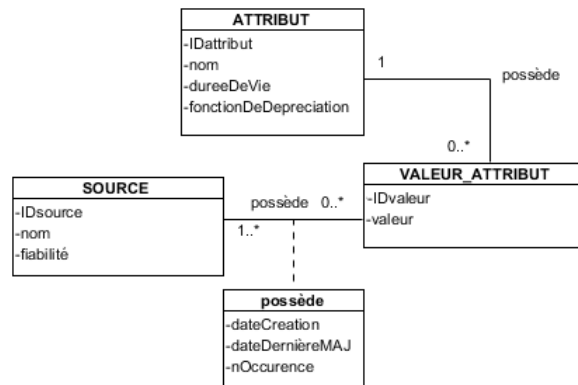 ATTRIBUT
-IDattribut
-nom
-dureeDeVie
-fonctionDeDepreciation
1
possède
0..*
VALEUR_ATTRIBUT
-IDvaleur
-valeur
SOURCE
-IDsource
-nom
-fiabilité
possède 0..*
1..*
possède
-dateCreation
-dateDernièreMAJ
-nOccurence